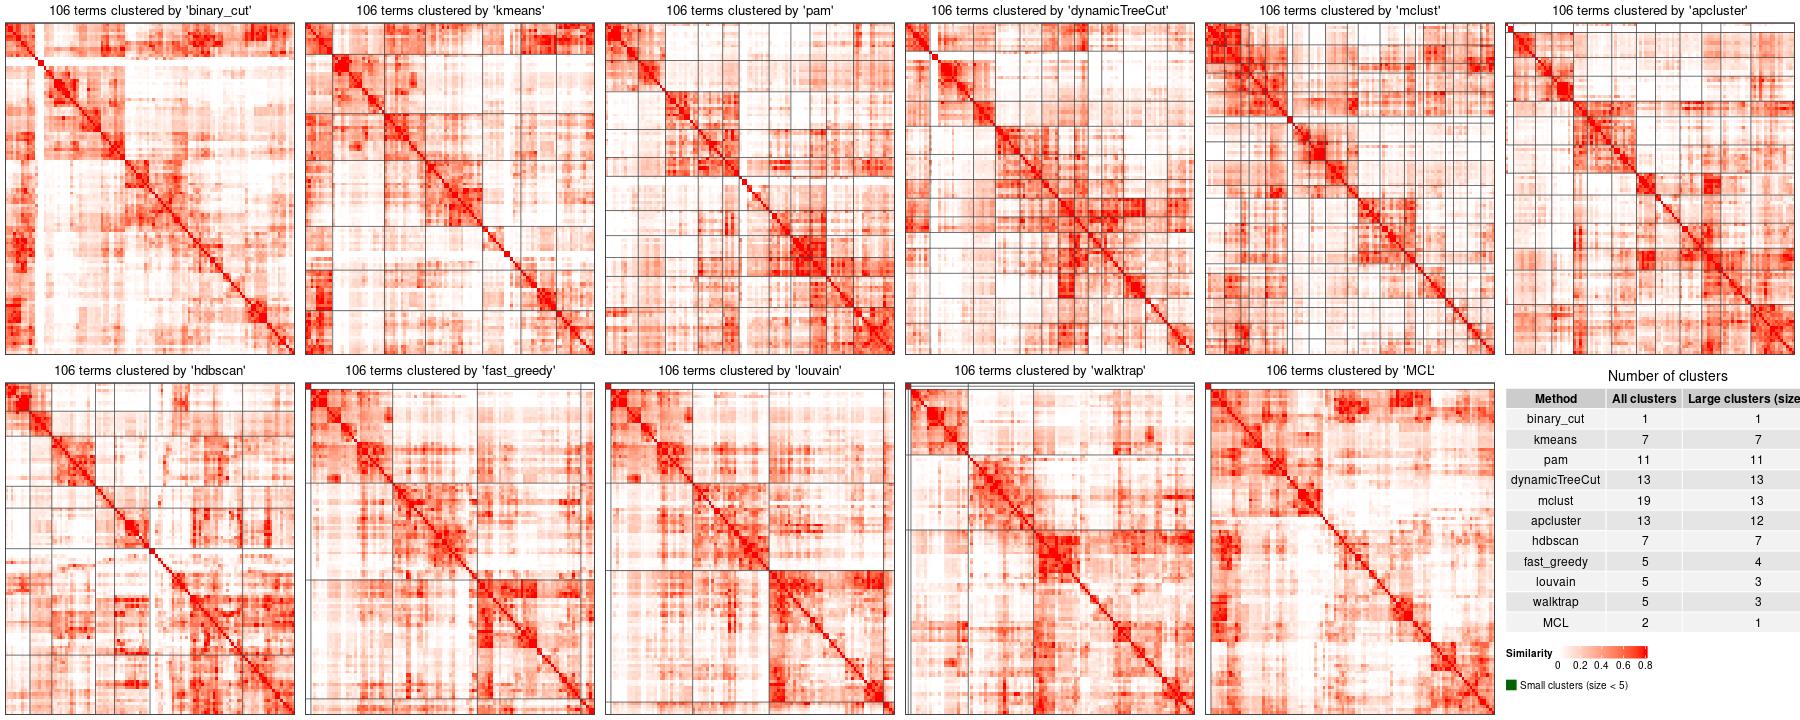 106 terms clustered by 'binary_cut'
106 terms clustered by 'kmeans'
106 terms clustered by 'pam'
106 terms clustered by 'dynamicTreeCut'
106 terms clustered by 'mclust'
106 terms clustered by 'apcluster'
106 terms clustered by 'hdbscan'
106 terms clustered by 'fast_greedy'
106 terms clustered by 'louvain'
106 terms clustered by 'walktrap'
106 terms clustered by 'MCL'
Number of clusters
Method All clusters Large clusters (size
binary_cut 1 1
kmeans 7 7
pam 11 11
dynamicTreeCut 13 13
mclust 19 13
apcluster 13 12
hdbscan 7 7
fast_greedy 5 4
louvain 5 3
walktrap 5 3
MCL 2 1
Similarity
0 0.2 0.4 0.6 0.8
Small clusters (size < 5)